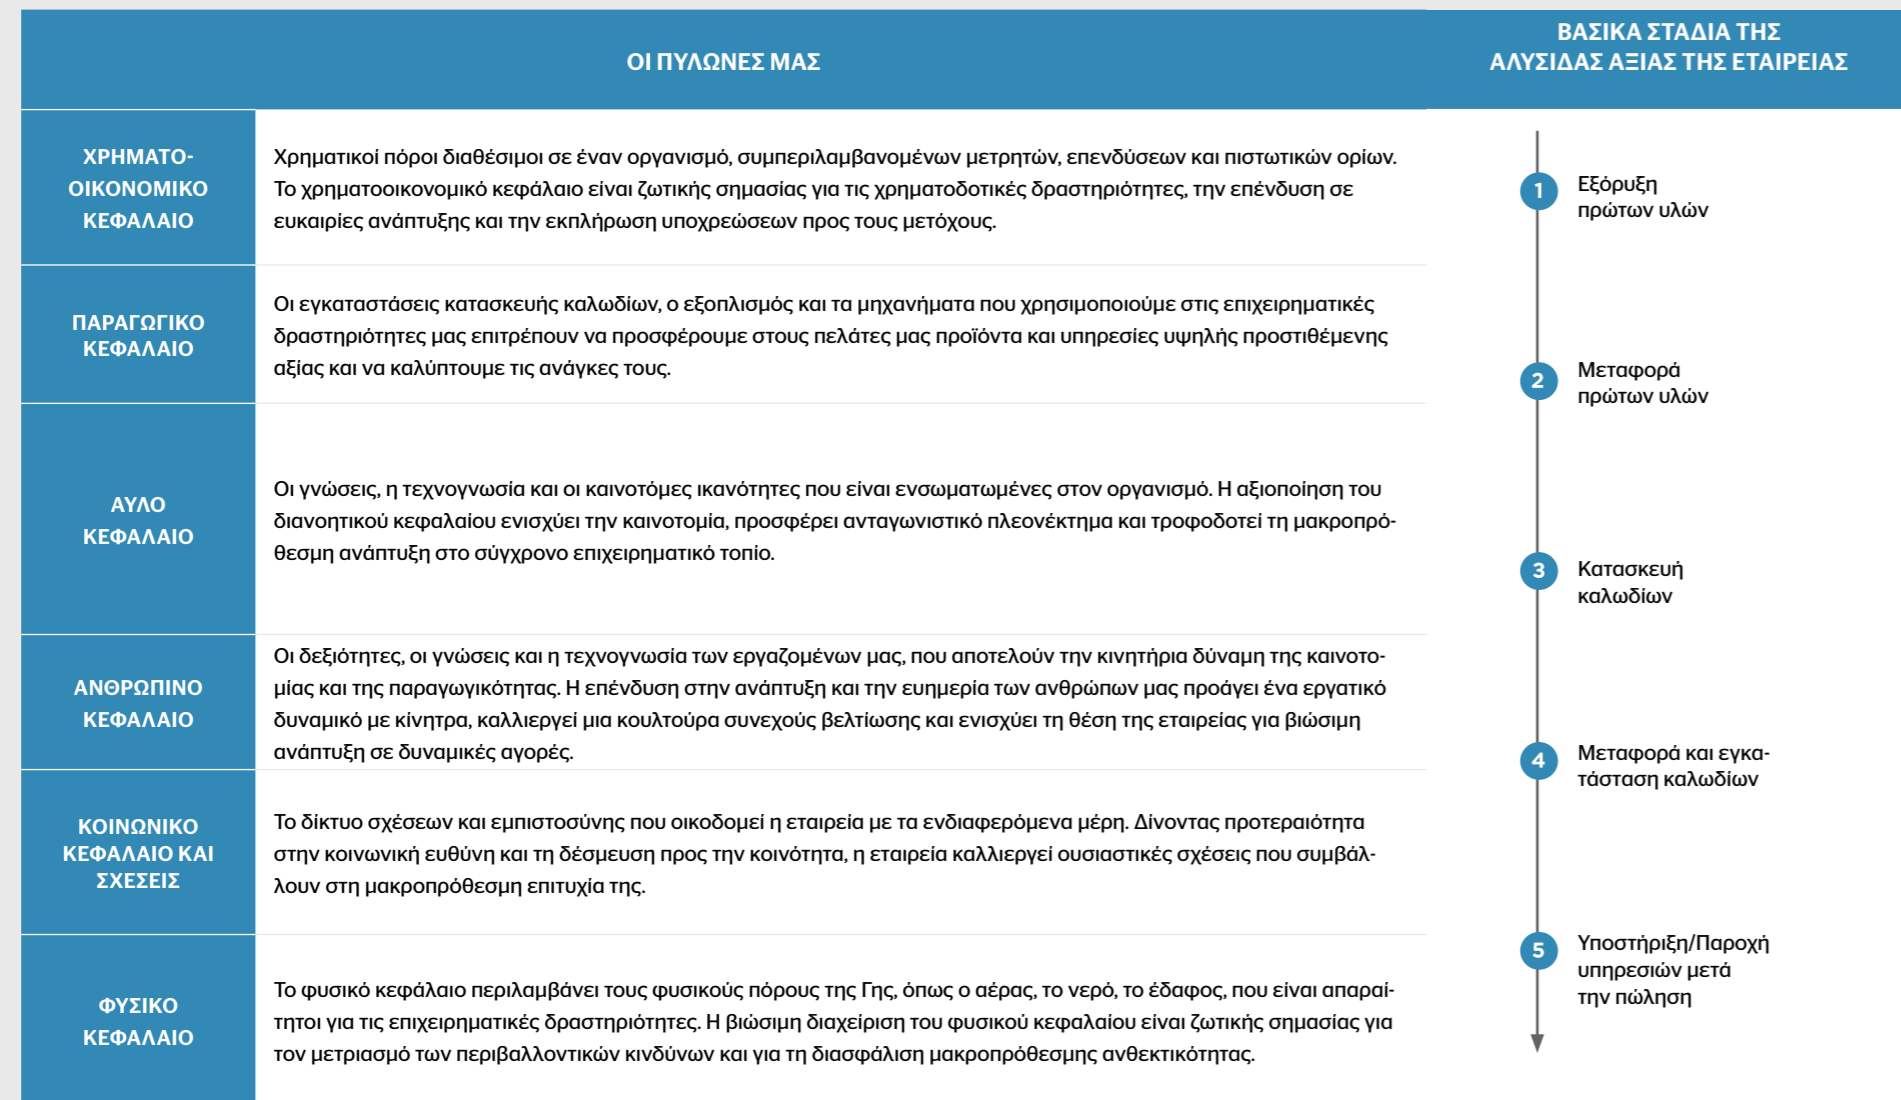 ΟΙ ΠΥΛΩΝΕΣ ΜΑΣ
ΒΑΣΙΚΑ ΣΤΑΔΙΑ ΤΗΣ
ΑΛΥΣΙΔΑΣ ΑΞΙΑΣ ΤΗΣ ΕΤΑΙΡΕΙΑΣ
ΧΡΗΜΑΤΟ-
ΟΙΚΟΝΟΜΙΚΟ
ΚΕΦΑΛΑΙΟ
Χρηματικοί πόροι διαθέσιμοι σε έναν οργανισμό, συμπεριλαμβανομένων μετρητών, επενδύσεων και πιστωτικών ορίων.
Το χρηματοοικονομικό κεφάλαιο είναι ζωτικής σημασίας για τις χρηματοδοτικές δραστηριότητες, την επένδυση σε
ευκαιρίες ανάπτυξης και την εκπλήρωση υποχρεώσεων προς τους μετόχους.
ΠΑΡΑΓΩΓΙΚΟ
ΚΕΦΑΛΑΙΟ
Οι εγκαταστάσεις κατασκευής καλωδίων, ο εξοπλισμός και τα μηχανήματα που χρησιμοποιούμε στις επιχειρηματικές
δραστηριότητες μας επιτρέπουν να προσφέρουμε στους πελάτες μας προϊόντα και υπηρεσίες υψηλής προστιθέμενης
αξίας και να καλύπτουμε τις ανάγκες τους.
ΑΥΛΟ
ΚΕΦΑΛΑΙΟ
Οι γνώσεις, η τεχνογνωσία και οι καινοτόμες ικανότητες που είναι ενσωματωμένες στον οργανισμό. Η αξιοποίηση του
διανοητικού κεφαλαίου ενισχύει την καινοτομία, προσφέρει ανταγωνιστικό πλεονέκτημα και τροφοδοτεί τη μακροπρό-
θεσμη ανάπτυξη στο σύγχρονο επιχειρηματικό τοπίο.
ΑΝΘΡΩΠΙΝΟ
ΚΕΦΑΛΑΙΟ
Οι δεξιότητες, οι γνώσεις και η τεχνογνωσία των εργαζομένων μας, που αποτελούν την κινητήρια δύναμη της καινοτο-
μίας και της παραγωγικότητας. Η επένδυση στην ανάπτυξη και την ευημερία των ανθρώπων μας προάγει ένα εργατικό
δυναμικό με κίνητρα, καλλιεργεί μια κουλτούρα συνεχούς βελτίωσης και ενισχύει τη θέση της εταιρείας για βιώσιμη
ανάπτυξη σε δυναμικές αγορές.
ΚΟΙΝΩΝΙΚΟ
ΚΕΦΑΛΑΙΟ ΚΑΙ
ΣΧΕΣΕΙΣ
Το δίκτυο σχέσεων και εμπιστοσύνης που οικοδομεί η εταιρεία με τα ενδιαφερόμενα μέρη. Δίνοντας προτεραιότητα
στην κοινωνική ευθύνη και τη δέσμευση προς την κοινότητα, η εταιρεία καλλιεργεί ουσιαστικές σχέσεις που συμβάλ-
λουν στη μακροπρόθεσμη επιτυχία της.
ΦΥΣΙΚΟ
ΚΕΦΑΛΑΙΟ
Το φυσικό κεφάλαιο περιλαμβάνει τους φυσικούς πόρους της Γης, όπως ο αέρας, το νερό, το έδαφος, που είναι απαραί-
τητοι για τις επιχειρηματικές δραστηριότητες. Η βιώσιμη διαχείριση του φυσικού κεφαλαίου είναι ζωτικής σημασίας για
τον μετριασμό των περιβαλλοντικών κινδύνων και για τη διασφάλιση μακροπρόθεσμης ανθεκτικότητας.
1 Εξόρυξη
πρώτων υλών
2 Μεταφορά
πρώτων υλών
3 Κατασκευή
καλωδίων
4 Μεταφορά και εγκα-
τάσταση καλωδίων
5 Υποστήριξη/Παροχή
υπηρεσιών μετά
την πώληση